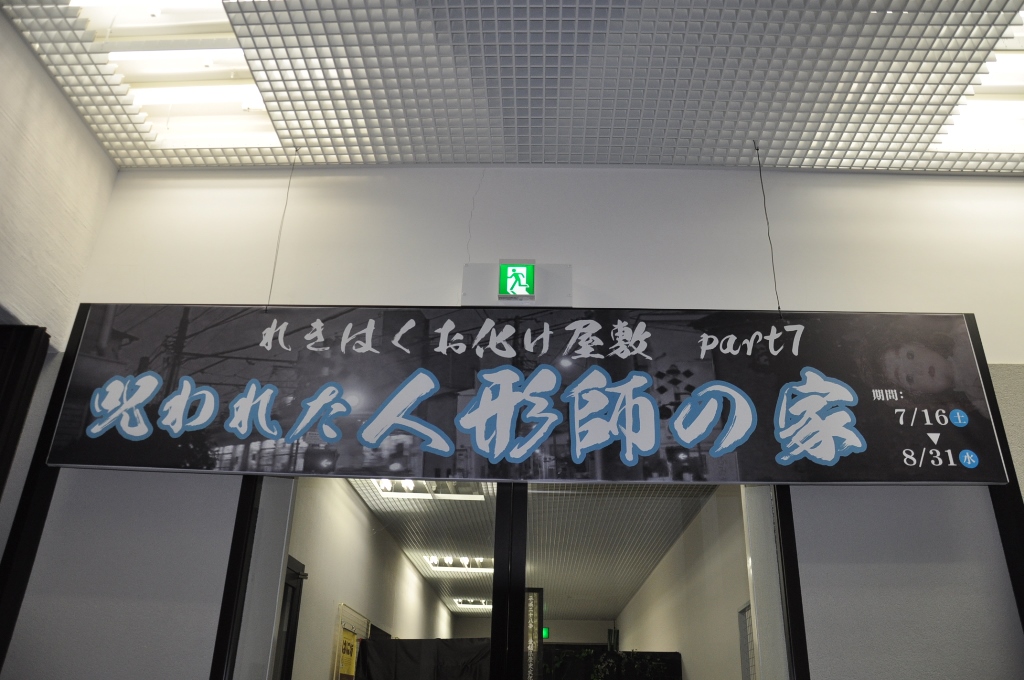 れきはくお化け屋敷 part7
呪われた人形師の家
期間:
7/16土
▼
8/31水